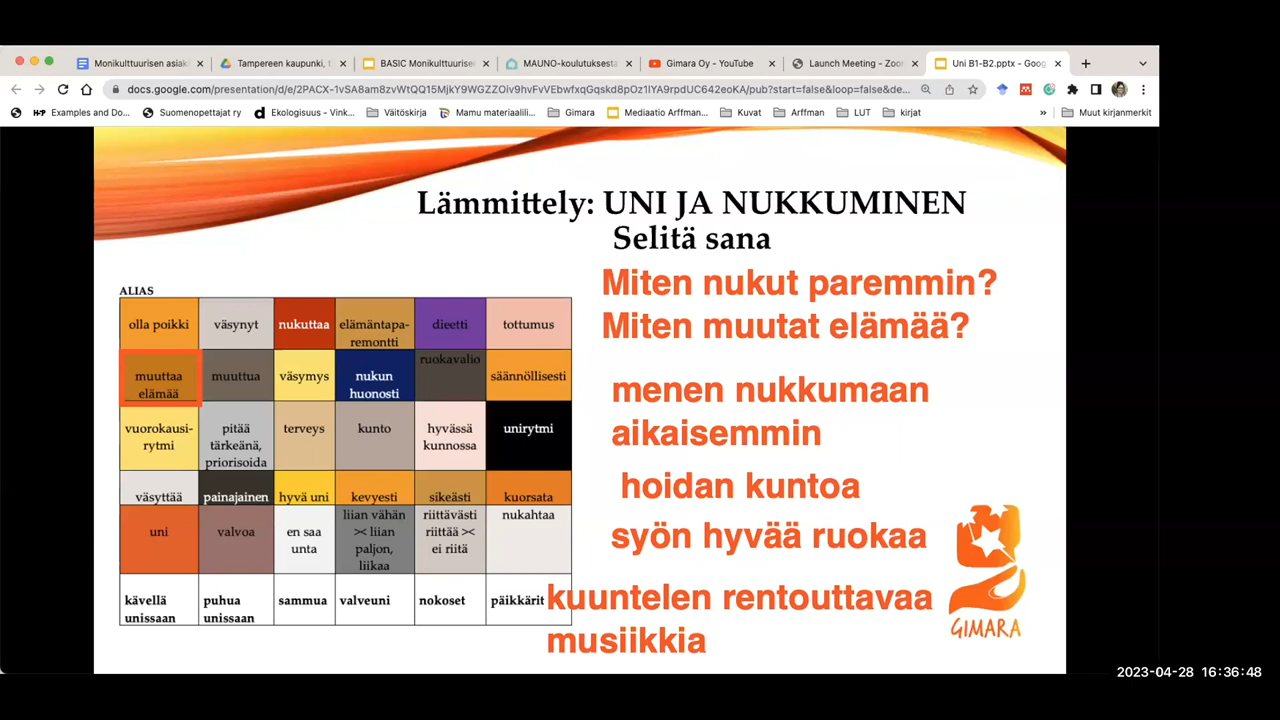 Monikulttuurisen asiak
Tampereen kaupunki, t
BASIC Monikulttuurise
MAUNO-koulutuksesta
Gimara Oy - YouTube
Launch Meeting - Zoo
Uni B1-B2.pptx - Goog
docs.google.com/presentation/d/e/2PACX-1vSA8am8zvWtQQ15MjkY9WGZZOiv9hvFvVEbwfxqGqskd8pOz1IYA9rpdUC642eoKA/pub?start=false&loop=false&de...
Examples and Do...
Suomenopettajat ry
Ekologisuus - Vink...
Väitöskirja
Mamu materiaalili...
Gimara
Mediaatio Arffman...
Kuvat
Arffman
LUT
kirjat
»
Muut kirjanmerkit
Lämmittely: UNI JA NUKKUMINEN
Selitä sana
Miten nukut paremmin?
Miten muutat elämää?
menen nukkumaan
aikaisemmin
hoidan kuntoa
syön hyvää ruokaa
kuuntelen rentouttavaa
musiikkia
ALIAS
olla poikki
väsynyt
nukuttaa
elämäntapa-
remontti
dieetti
tottumus
muuttaa
elämää
muuttua
väsymys
nukun
huonosti
ruokavalio
säännöllisesti
vuorokausi-
rytmi
pitää
tärkeänä,
priorisoida
terveys
kunto
hyvässä
kunnossa
unirytmi
väsyttää
painajainen
hyvä uni
kevyesti
sikeästi
kuorsata
uni
valvoa
en saa
unta
liian vähän
>< liian
paljon,
liikaa
riittävästi
riittää ><
ei riitä
nukahtaa
kävellä
unissaan
puhua
unissaan
sammua
valveuni
nokoset
päikkärit
GIMARA
2023-04-28 16:36:48